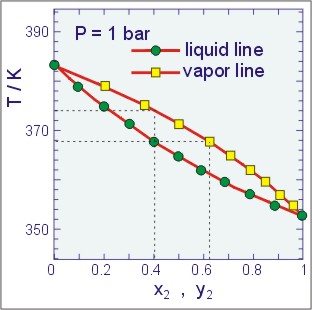 P = 1 bar
liquid line
vapor line
T / K
390
370
350
0 0.2 0.4 0.6 0.8 1
x2 , y2